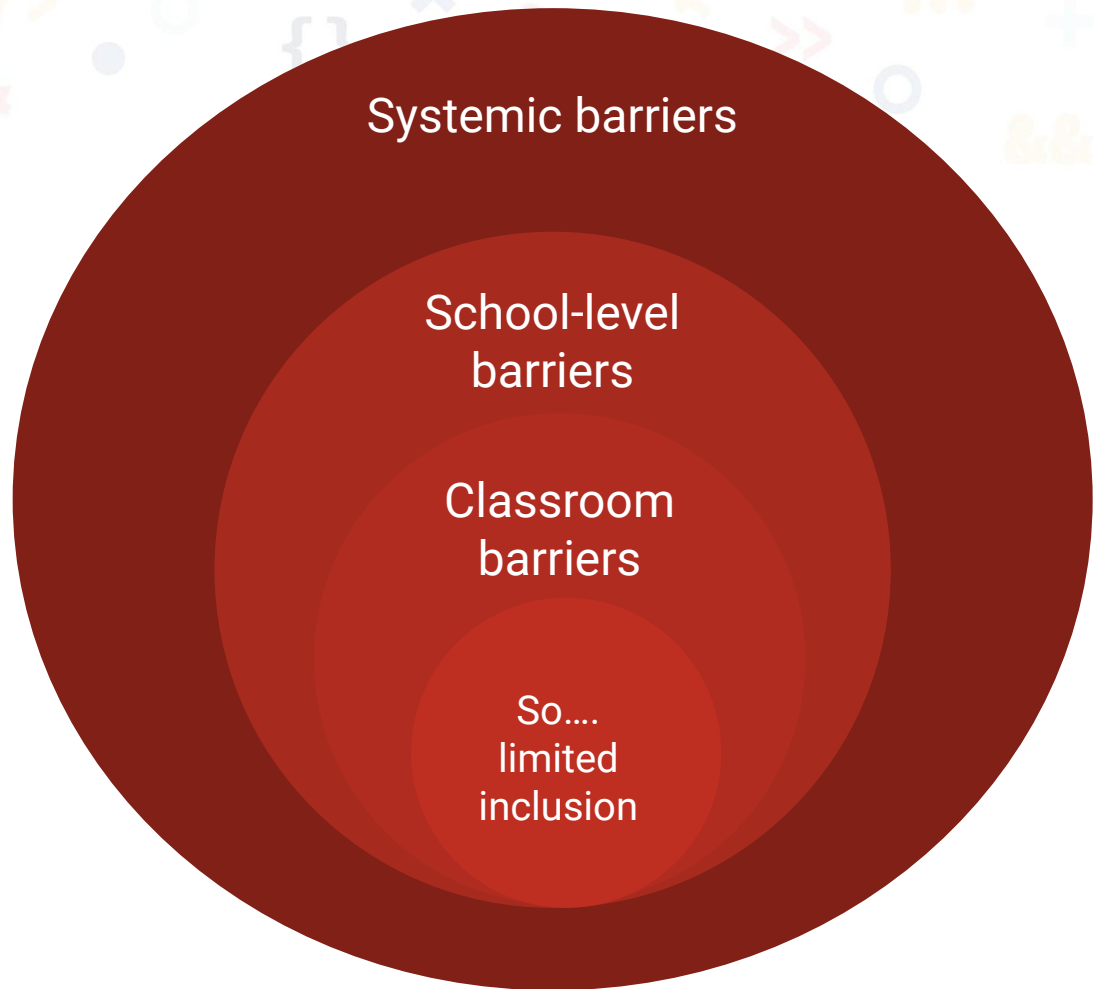 { }
>>
&&
Systemic barriers
School-level
barriers
Classroom
barriers
So....
limited
inclusion